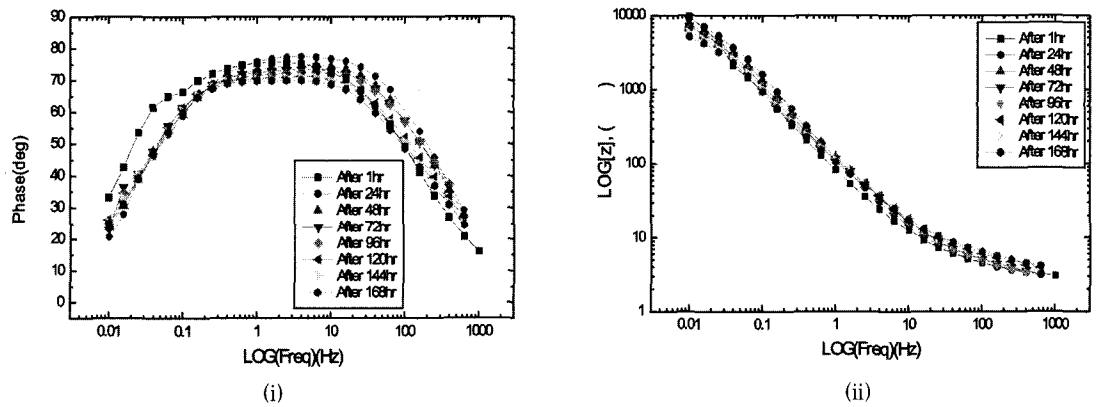 90
80
70
60
50
40
30
20
10
0
Phase(deg)
After 1hr
After 24hr
After 48hr
After 72hr
After 96hr
After 120hr
After 144hr
After 168hr
0.01 0.1 1 10 100 1000
LOG(Freq)(Hz)
(i)
10000
1000
100
10
1
LOG[z], ( )
After 1hr
After 24hr
After 48hr
After 72hr
After 96hr
After 120hr
After 144hr
After 168hr
0.01 0.1 1 10 100 1000
LOG(Freq)(Hz)
(ii)